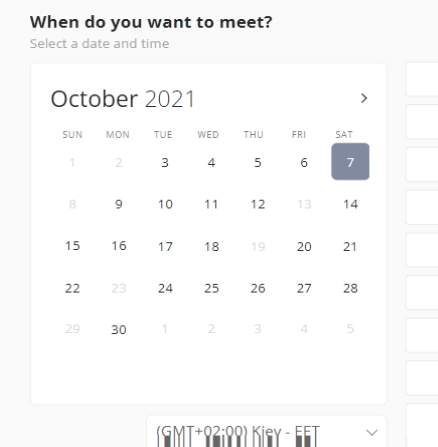 When do you want to meet?
Select a date and time
October 2021
SUN MON TUE WED THU FRI SAT
1 2 3 4 5 6 7
8 9 10 11 12 13 14
15 16 17 18 19 20 21
22 23 24 25 26 27 28
29 30 1 2 3 4 5
(GMT+02:00) Kiev - EET